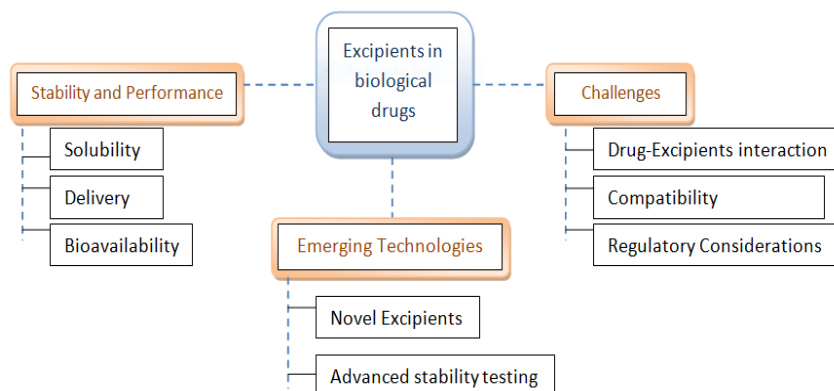 Excipients in
biological
drugs
Stability and Performance
Solubility
Delivery
Bioavailability
Emerging Technologies
Novel Excipients
Advanced stability testing
Challenges
Drug-Excipients interaction
Compatibility
Regulatory Considerations